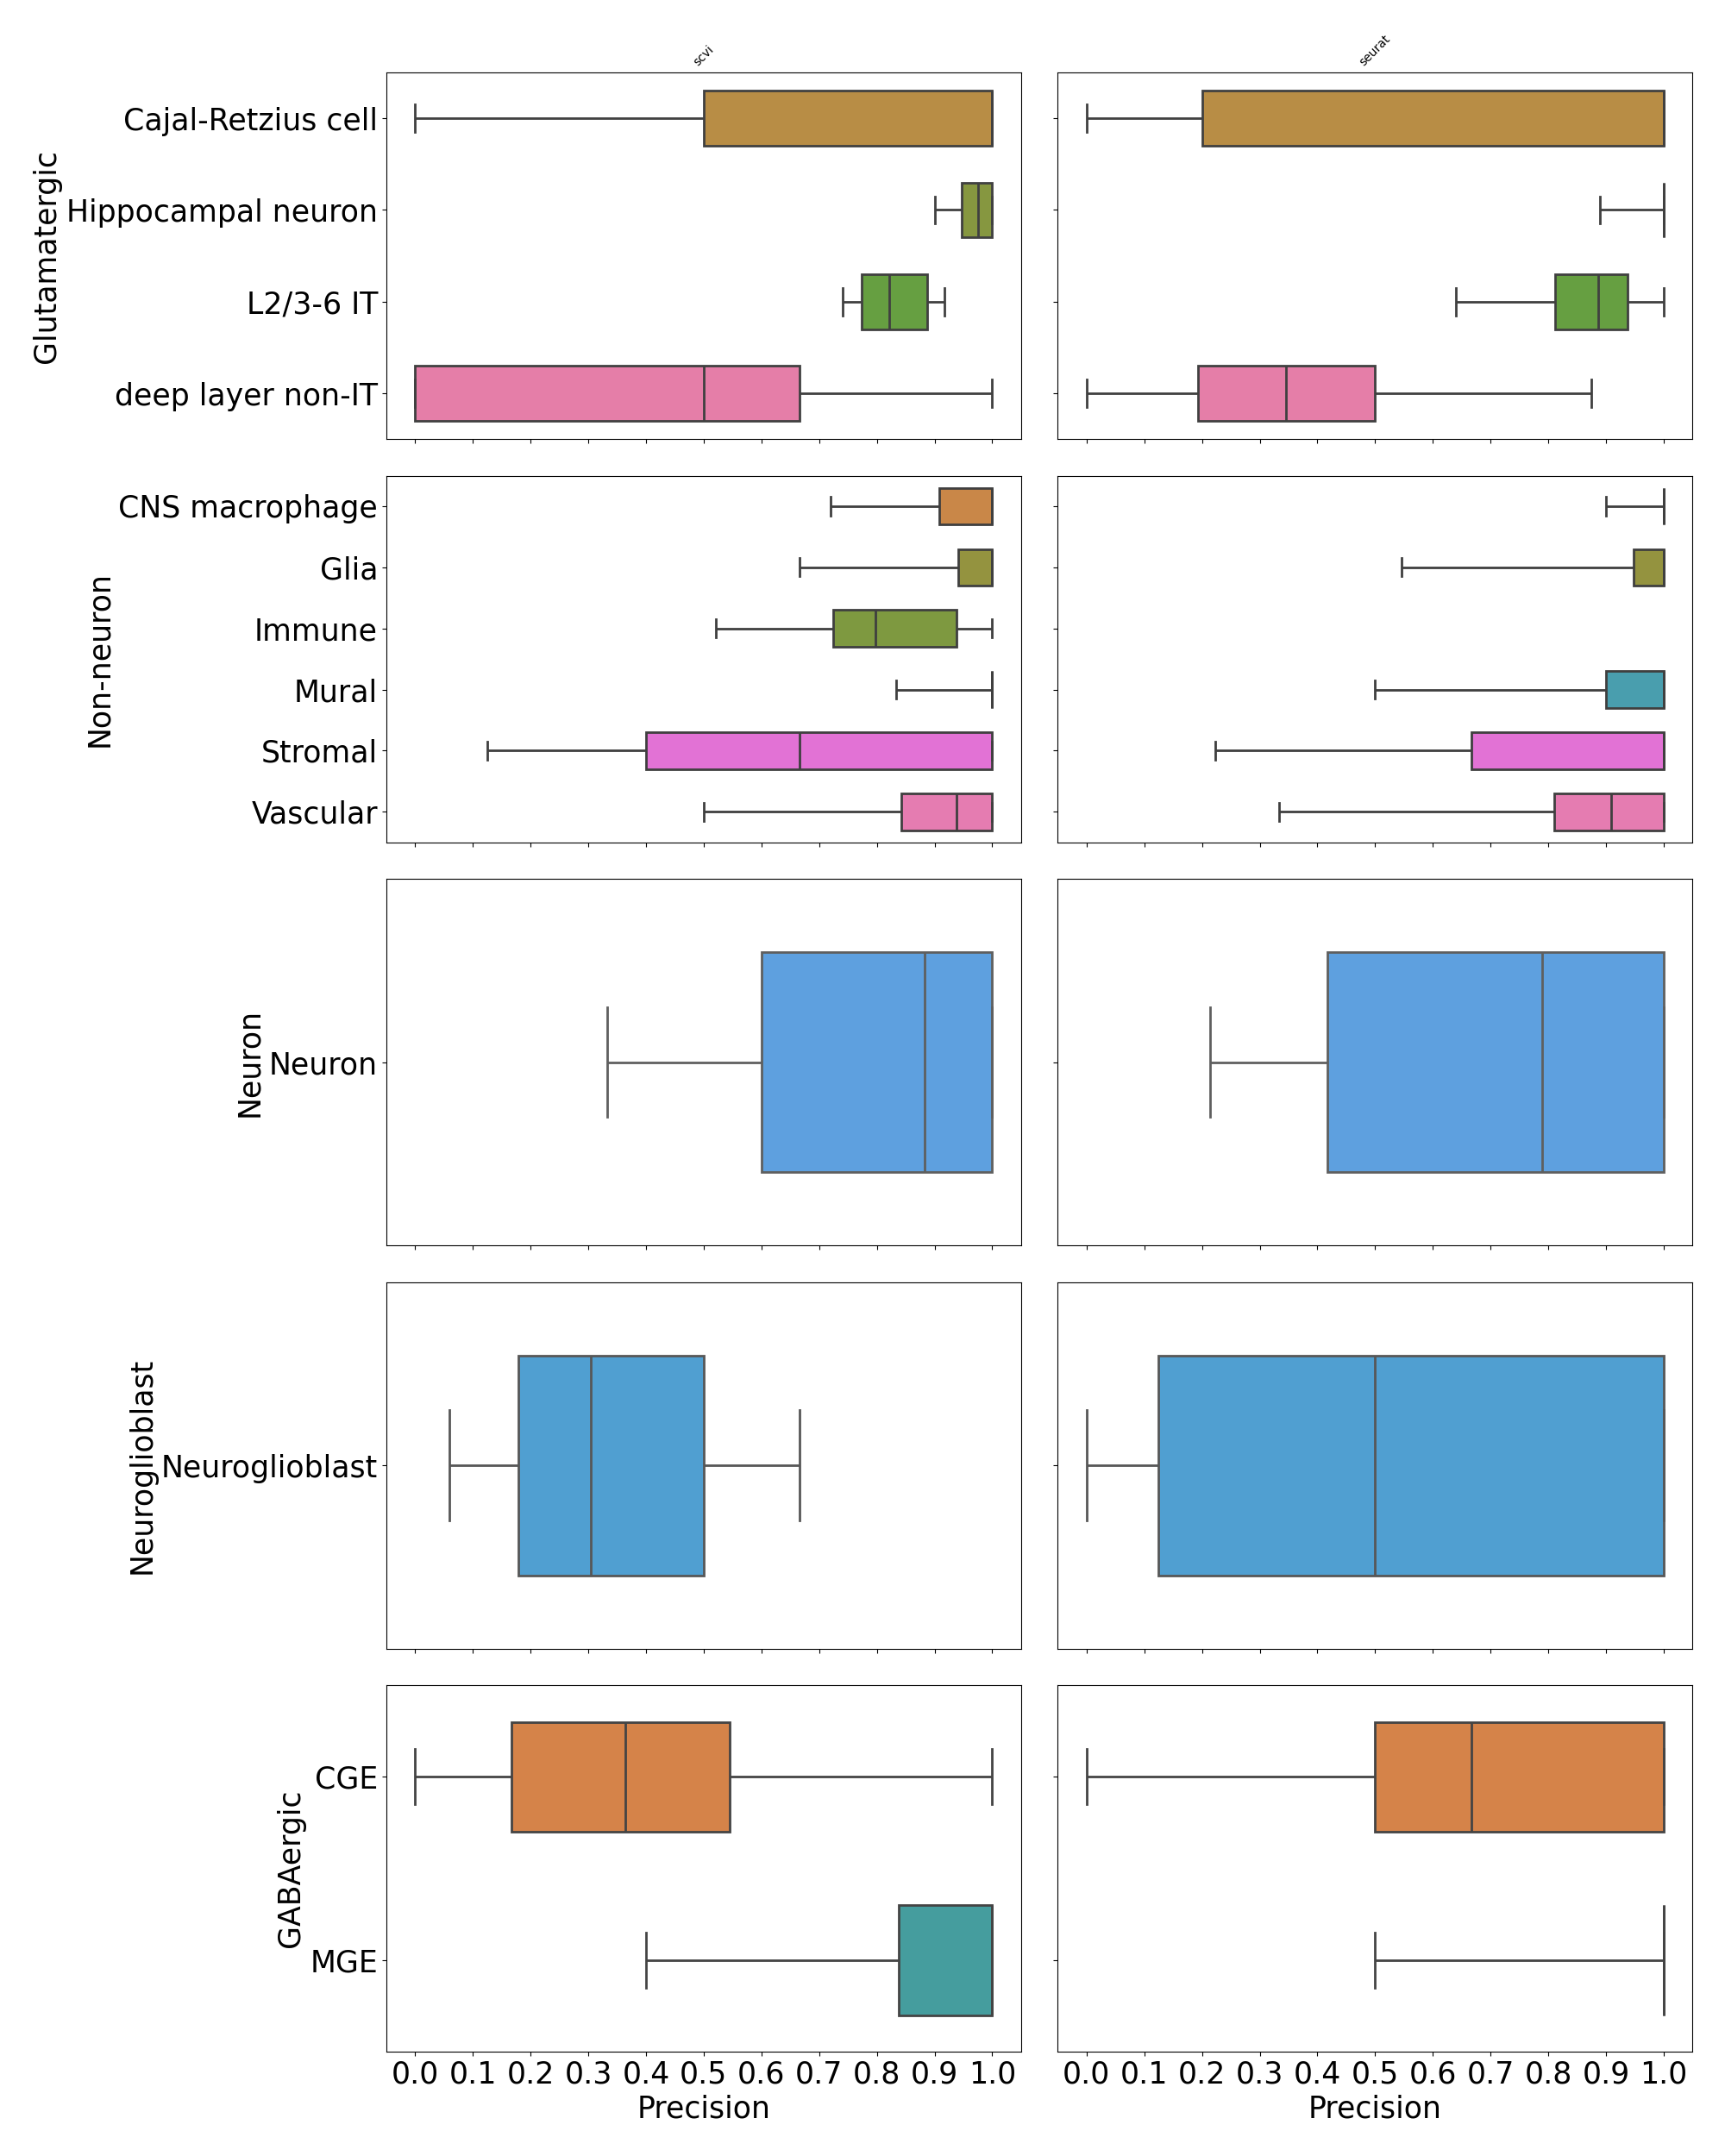 scvi
seurat
Glutamatergic
Cajal-Retzius cell
Hippocampal neuron
L2/3-6 IT
deep layer non-IT
Non-neuron
CNS macrophage
Glia
Immune
Mural
Stromal
Vascular
Neuron
Neuron
Neuroglioblast
Neuroglioblast
GABAergic
CGE
MGE
0.0 0.1 0.2 0.3 0.4 0.5 0.6 0.7 0.8 0.9 1.0
0.0 0.1 0.2 0.3 0.4 0.5 0.6 0.7 0.8 0.9 1.0
Precision
Precision